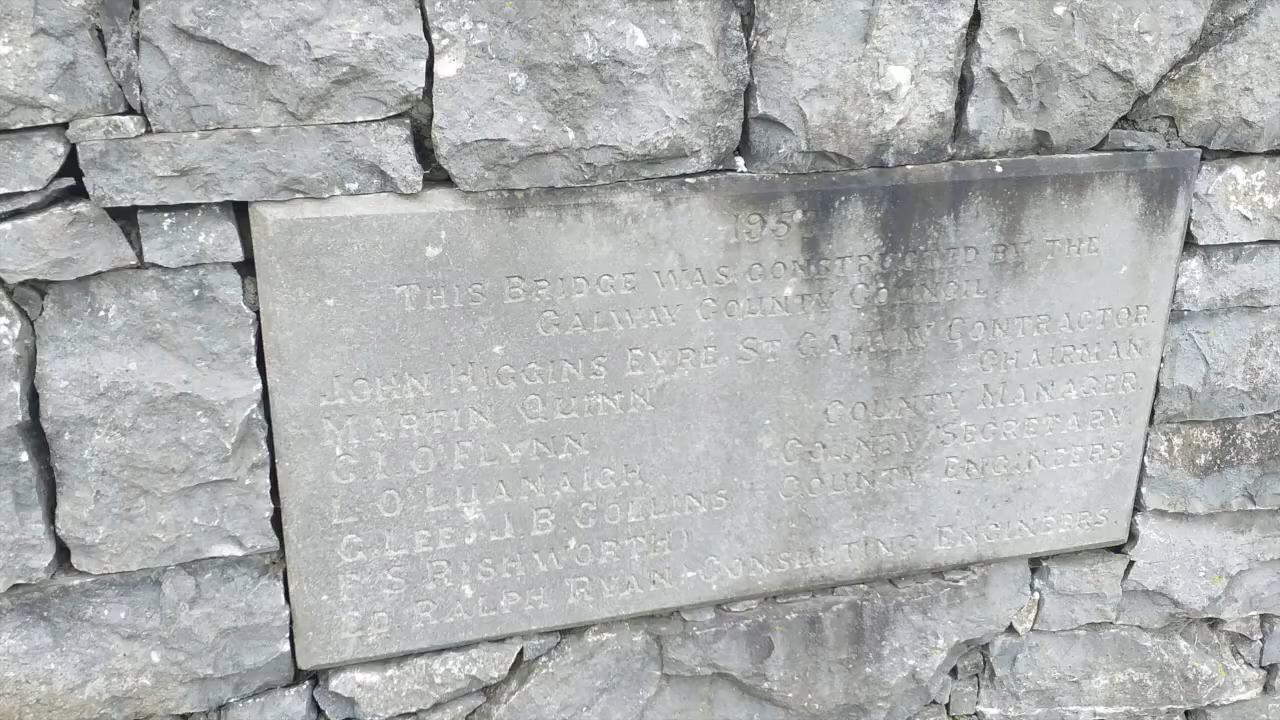 195
THIS BRIDGE WAS CONSTRUCTED BY THE
GALWAY COUNTY COUNCIL.
JOHN HIGGINS EYRE ST GALWAY CONTRACTOR
MARTIN QUINN CHAIRMAN
C. I. O'FLYNN COUNTY MANAGER.
L. O'LUANAIGH COUNTY SECRETARY
C. LEE, J. B. COLLINS COUNTY ENGINEERS
F S RISHWORTH)
RALPH RYAN CONSULTING ENGINEERS.